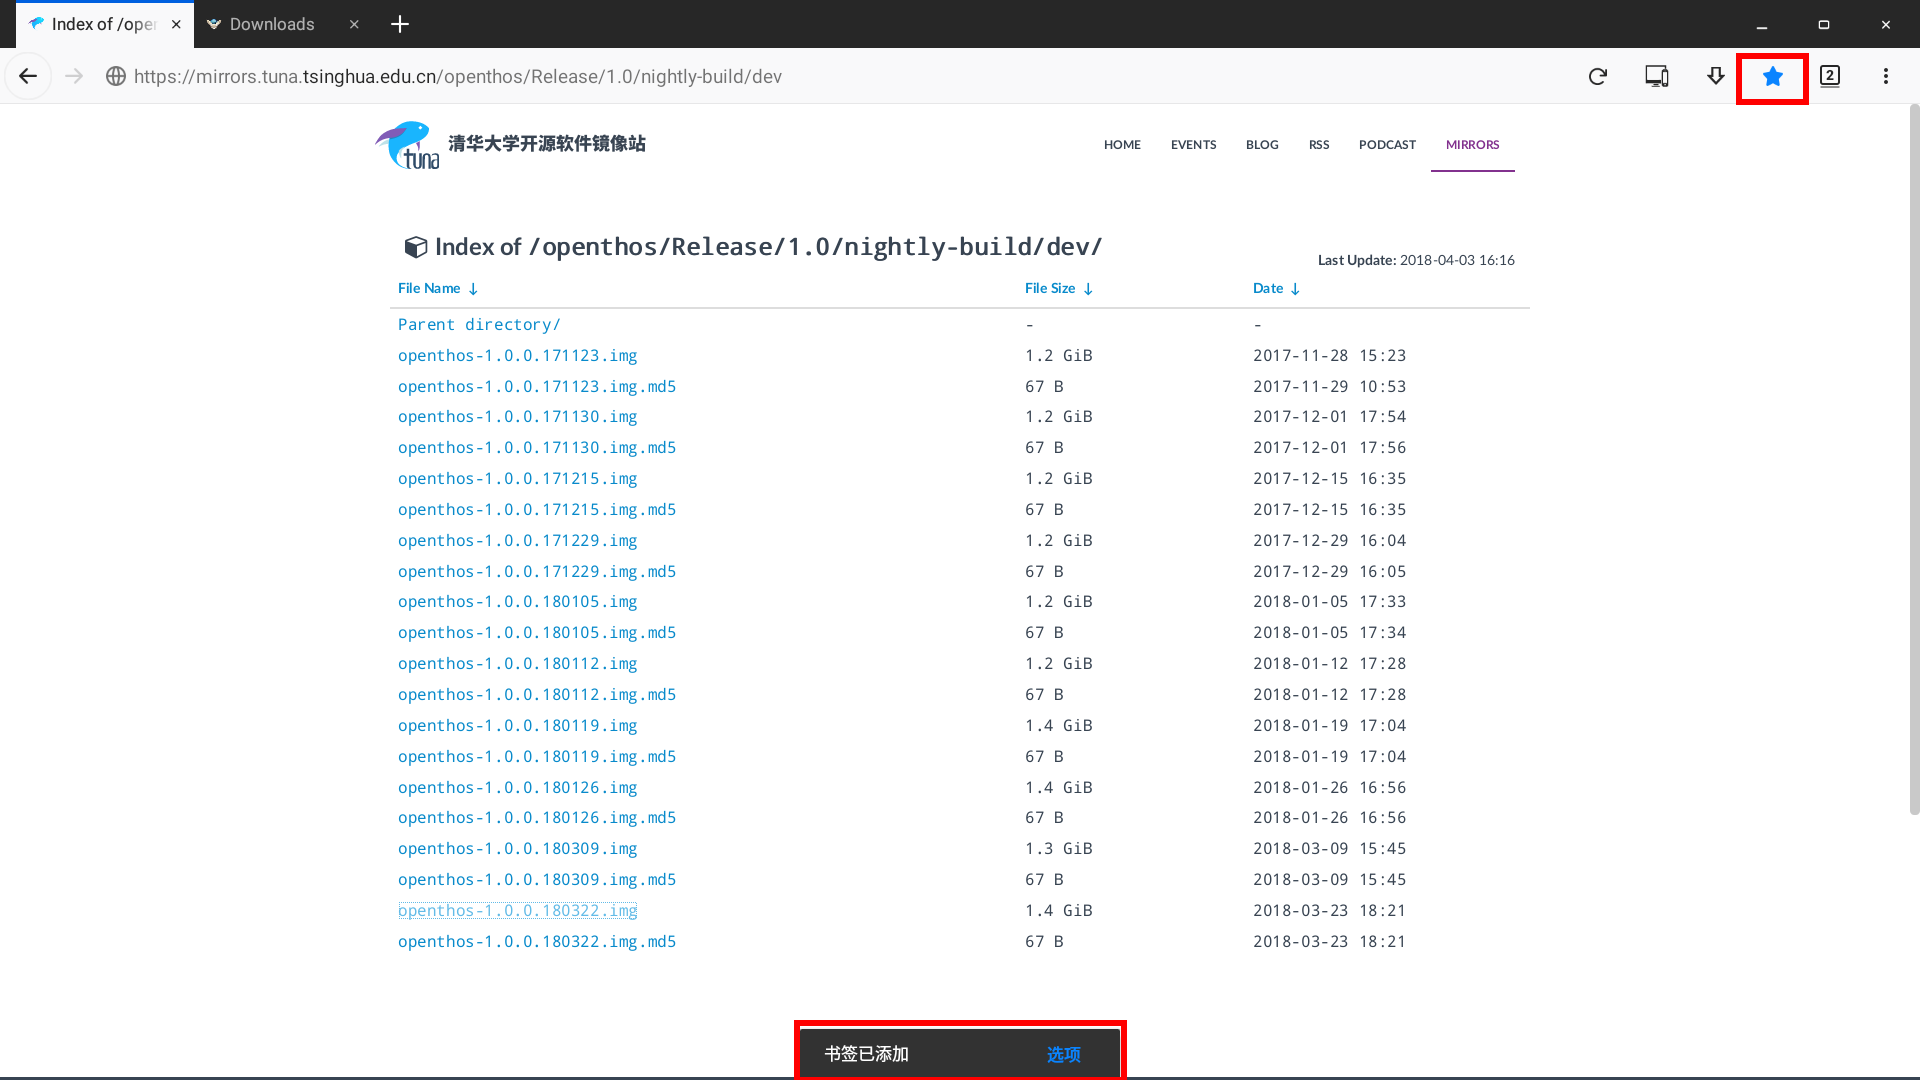 Index of /oper
Downloads
https://mirrors.tuna.tsinghua.edu.cn/openthos/Release/1.0/nightly-build/dev
2
tuna
清华大学开源软件镜像站
HOME EVENTS BLOG RSS PODCAST MIRRORS
Index of /openthos/Release/1.0/nightly-build/dev/
Last Update: 2018-04-03 16:16
File Name ↓ File Size ↓ Date ↓
Parent directory/ - -
openthos-1.0.0.171123.img 1.2 GiB 2017-11-28 15:23
openthos-1.0.0.171123.img.md5 67 B 2017-11-29 10:53
openthos-1.0.0.171130.img 1.2 GiB 2017-12-01 17:54
openthos-1.0.0.171130.img.md5 67 B 2017-12-01 17:56
openthos-1.0.0.171215.img 1.2 GiB 2017-12-15 16:35
openthos-1.0.0.171215.img.md5 67 B 2017-12-15 16:35
openthos-1.0.0.171229.img 1.2 GiB 2017-12-29 16:04
openthos-1.0.0.171229.img.md5 67 B 2017-12-29 16:05
openthos-1.0.0.180105.img 1.2 GiB 2018-01-05 17:33
openthos-1.0.0.180105.img.md5 67 B 2018-01-05 17:34
openthos-1.0.0.180112.img 1.2 GiB 2018-01-12 17:28
openthos-1.0.0.180112.img.md5 67 B 2018-01-12 17:28
openthos-1.0.0.180119.img 1.4 GiB 2018-01-19 17:04
openthos-1.0.0.180119.img.md5 67 B 2018-01-19 17:04
openthos-1.0.0.180126.img 1.4 GiB 2018-01-26 16:56
openthos-1.0.0.180126.img.md5 67 B 2018-01-26 16:56
openthos-1.0.0.180309.img 1.3 GiB 2018-03-09 15:45
openthos-1.0.0.180309.img.md5 67 B 2018-03-09 15:45
openthos-1.0.0.180322.img 1.4 GiB 2018-03-23 18:21
openthos-1.0.0.180322.img.md5 67 B 2018-03-23 18:21
书签已添加 选项